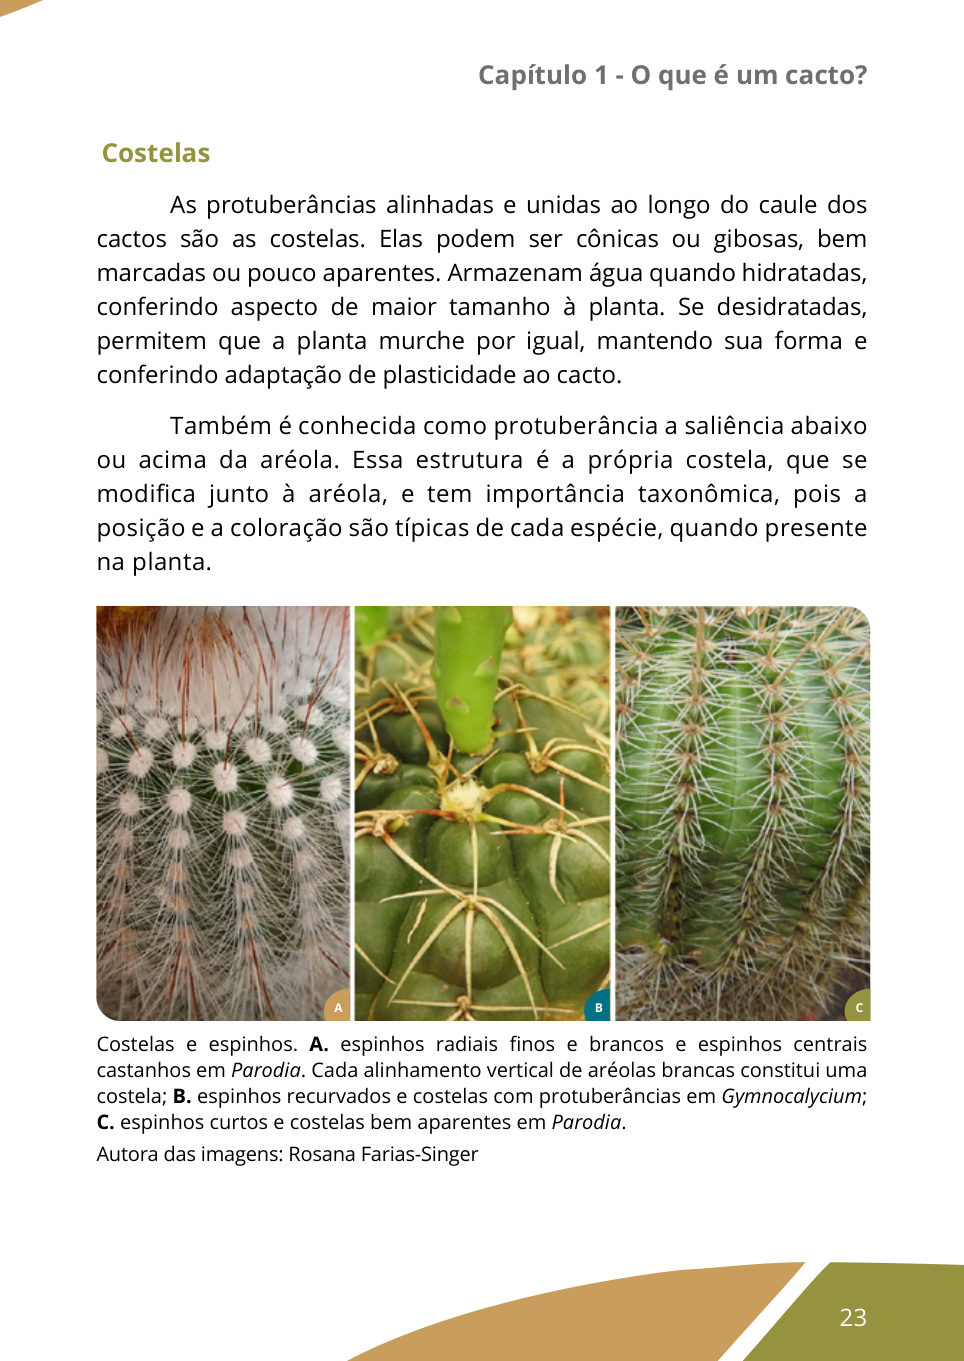 Capítulo 1 - O que é um cacto?
Costelas
As protuberâncias alinhadas e unidas ao longo do caule dos
cactos são as costelas. Elas podem ser cônicas ou gibosas, bem
marcadas ou pouco aparentes. Armazenam água quando hidratadas,
conferindo aspecto de maior tamanho à planta. Se desidratadas,
permitem que a planta murche por igual, mantendo sua forma e
conferindo adaptação de plasticidade ao cacto.
Também é conhecida como protuberância a saliência abaixo
ou acima da aréola. Essa estrutura é a própria costela, que se
modifica junto à aréola, e tem importância taxonômica, pois a
posição e a coloração são típicas de cada espécie, quando presente
na planta.
A B C
Costelas e espinhos. A. espinhos radiais finos e brancos e espinhos centrais
castanhos em Parodia. Cada alinhamento vertical de aréolas brancas constitui uma
costela; B. espinhos recurvados e costelas com protuberâncias em Gymnocalycium;
C. espinhos curtos e costelas bem aparentes em Parodia.
Autora das imagens: Rosana Farias-Singer
23